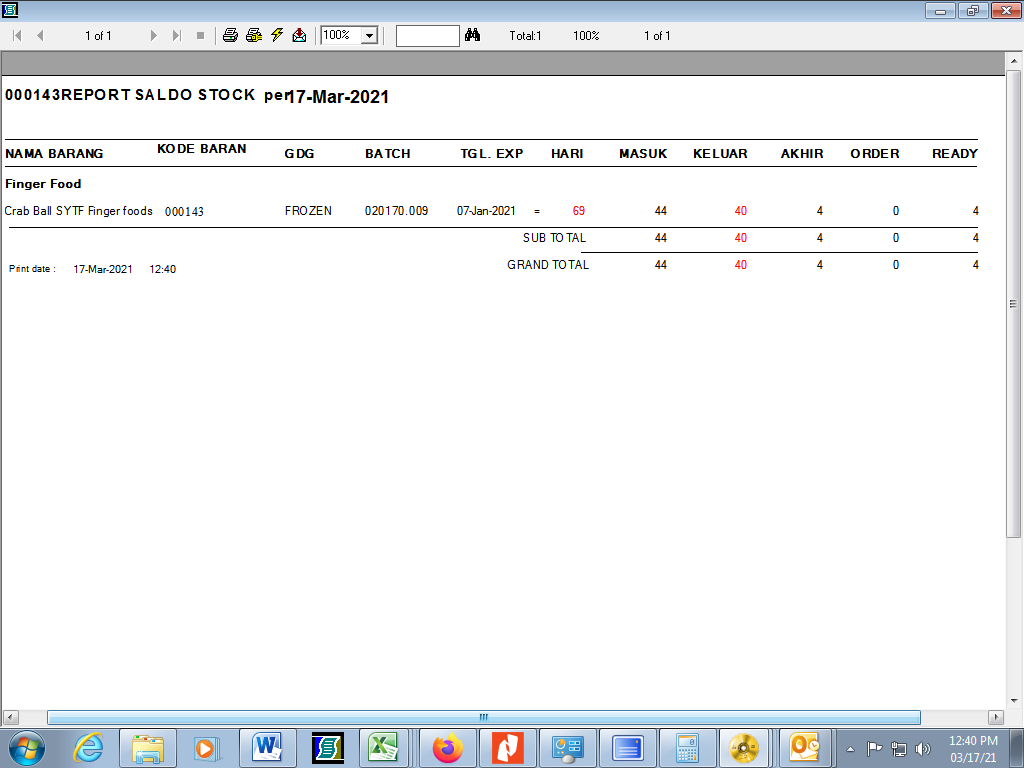 1 of 1 100% Total:1 100% 1 of 1
000143REPORT SALDO STOCK per17-Mar-2021
NAMA BARANG KODE BARAN GDG BATCH TGL. EXP HARI MASUK KELUAR AKHIR ORDER READY
Finger Food
Crab Ball SYTF Finger foods 000143 FROZEN 020170.009 07-Jan-2021 = 69 44 40 4 0 4
SUB TOTAL 44 40 4 0 4
GRAND TOTAL 44 40 4 0 4
Print date : 17-Mar-2021 12:40
12:40 PM
03/17/21